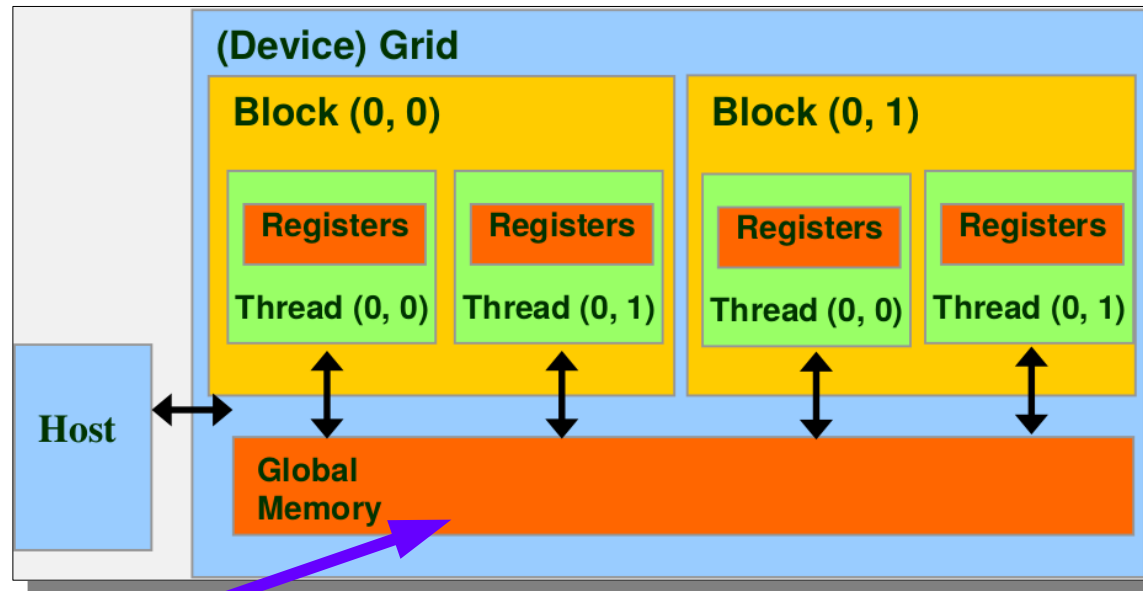 (Device) Grid
Block (0, 0)
Block (0, 1)
Registers
Registers
Registers
Registers
Thread (0, 0)
Thread (0, 1)
Thread (0, 0)
Thread (0, 1)
Host
Global
Memory